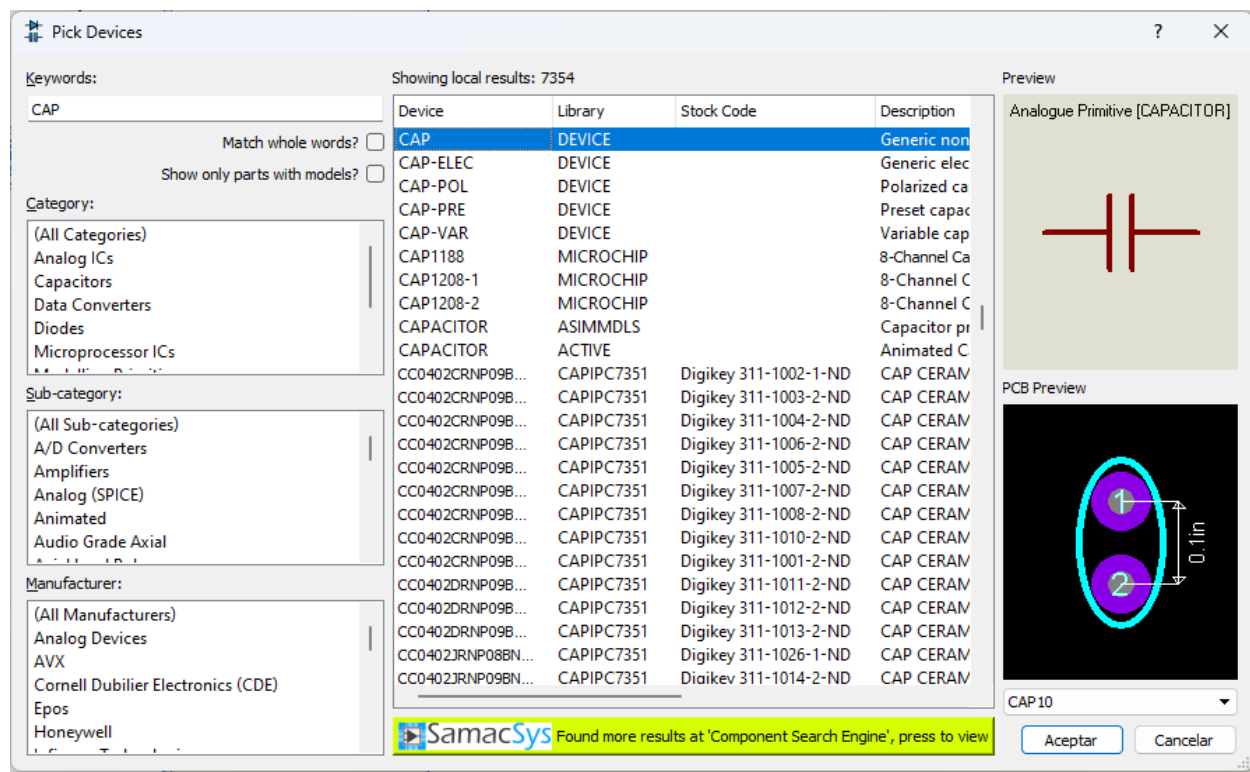 Pick Devices
?
Keywords:
CAP
Match whole words?
Show only parts with models?
Category:
(All Categories)
Analog ICs
Capacitors
Data Converters
Diodes
Microprocessor ICs
Sub-category:
(All Sub-categories)
A/D Converters
Amplifiers
Analog (SPICE)
Animated
Audio Grade Axial
Manufacturer:
(All Manufacturers)
Analog Devices
AVX
Cornell Dubilier Electronics (CDE)
Epos
Honeywell
Showing local results: 7354
Device Library Stock Code Description
CAP DEVICE Generic non
CAP-ELEC DEVICE Generic elec
CAP-POL DEVICE Polarized ca
CAP-PRE DEVICE Preset capac
CAP-VAR DEVICE Variable cap
CAP1188 MICROCHIP 8-Channel Ca
CAP1208-1 MICROCHIP 8-Channel C
CAP1208-2 MICROCHIP 8-Channel C
CAPACITOR ASIMMDLS Capacitor pr
CAPACITOR ACTIVE Animated C
CC0402CRNP09B... CAPIPC7351 Digikey 311-1002-1-ND CAP CERAM
CC0402CRNP09B... CAPIPC7351 Digikey 311-1003-2-ND CAP CERAM
CC0402CRNP09B... CAPIPC7351 Digikey 311-1004-2-ND CAP CERAM
CC0402CRNP09B... CAPIPC7351 Digikey 311-1006-2-ND CAP CERAM
CC0402CRNP09B... CAPIPC7351 Digikey 311-1005-2-ND CAP CERAM
CC0402CRNP09B... CAPIPC7351 Digikey 311-1007-2-ND CAP CERAM
CC0402CRNP09B... CAPIPC7351 Digikey 311-1008-2-ND CAP CERAM
CC0402CRNP09B... CAPIPC7351 Digikey 311-1010-2-ND CAP CERAM
CC0402CRNP09B... CAPIPC7351 Digikey 311-1001-2-ND CAP CERAM
CC0402DRNP09B... CAPIPC7351 Digikey 311-1011-2-ND CAP CERAM
CC0402DRNP09B... CAPIPC7351 Digikey 311-1012-2-ND CAP CERAM
CC0402DRNP09B... CAPIPC7351 Digikey 311-1013-2-ND CAP CERAM
CC0402JRNP08BN... CAPIPC7351 Digikey 311-1026-1-ND CAP CERAM
CC0402JRNP09BN... CAPIPC7351 Digikey 311-1014-2-ND CAP CERAM
SamacSys Found more results at 'Component Search Engine', press to view
Preview
Analogue Primitive [CAPACITOR]
PCB Preview
1
2
0.1in
CAP10
Aceptar Cancelar